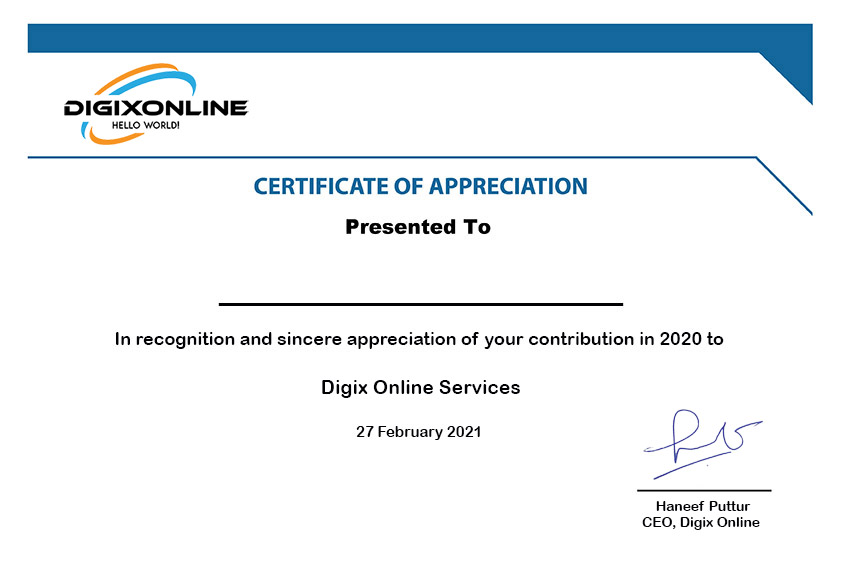 DIGIXONLINE
HELLO WORLD!
CERTIFICATE OF APPRECIATION
Presented To
In recognition and sincere appreciation of your contribution in 2020 to
Digix Online Services
27 February 2021
Haneef Puttur
CEO, Digix Online